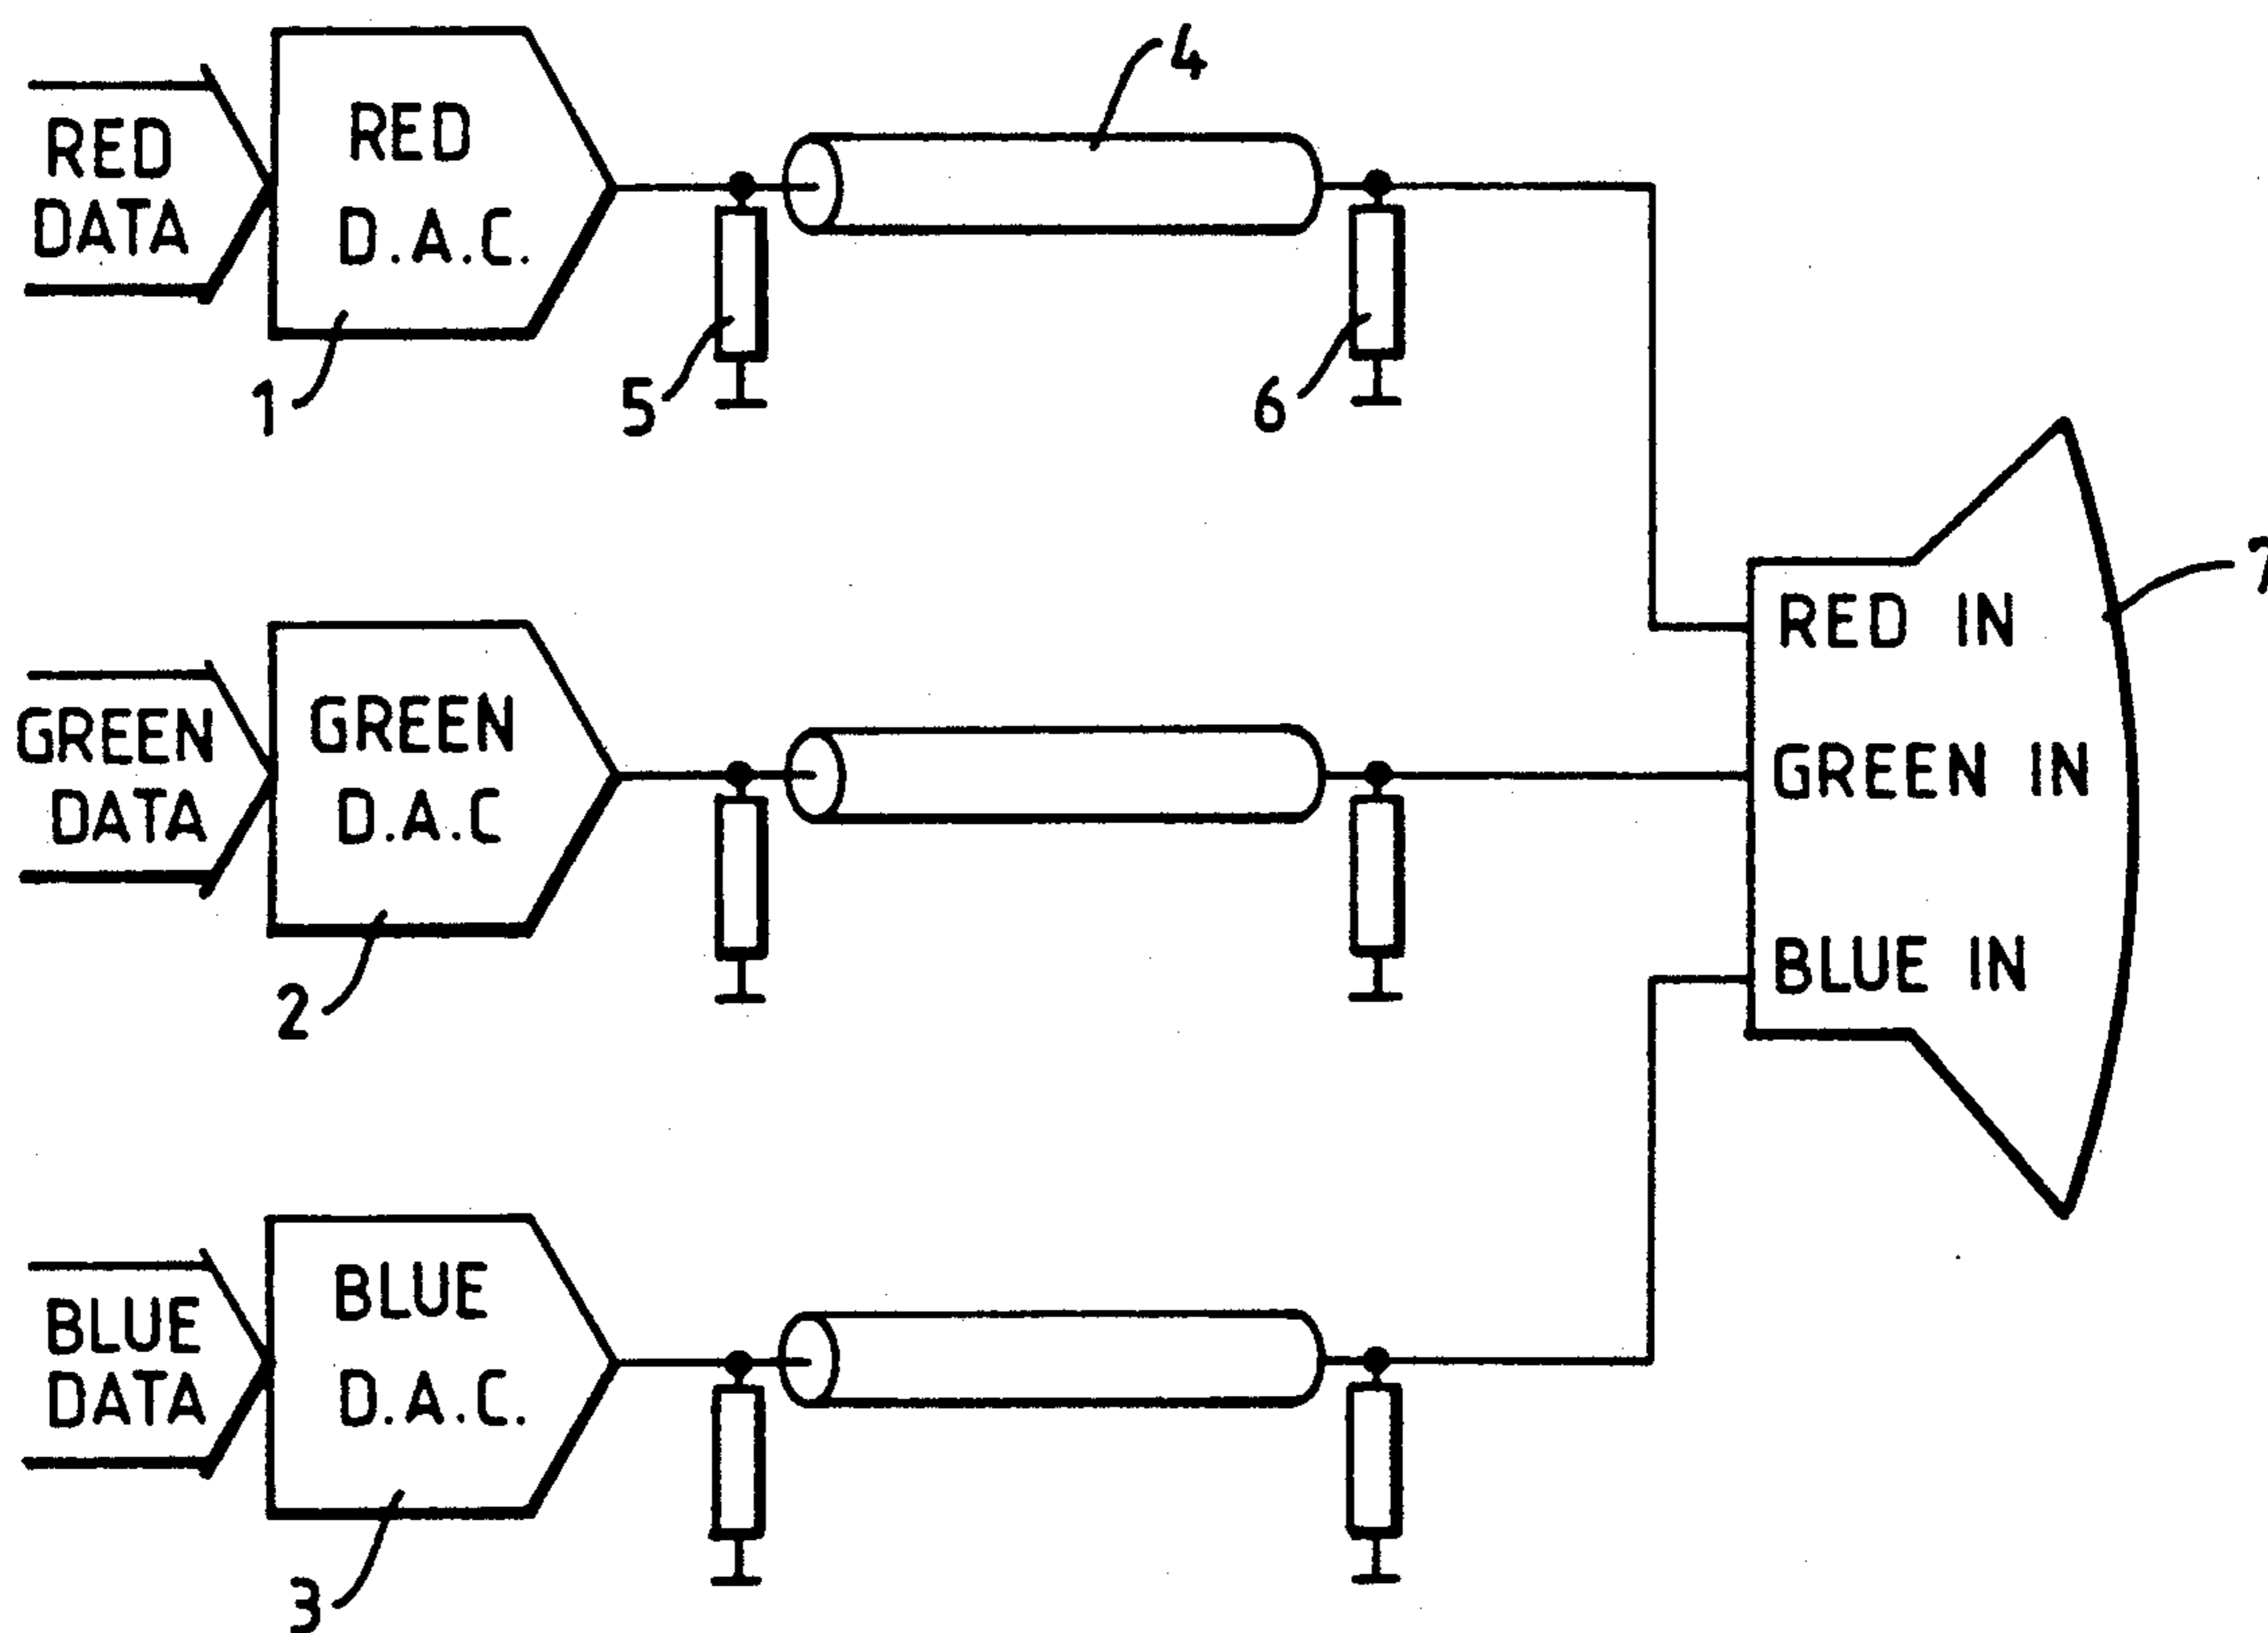 4
RED
DATA
RED
D.A.C.
1
5
6
7
RED IN
GREEN IN
BLUE IN
GREEN
DATA
GREEN
D.A.C
2
BLUE
DATA
BLUE
D.A.C.
3